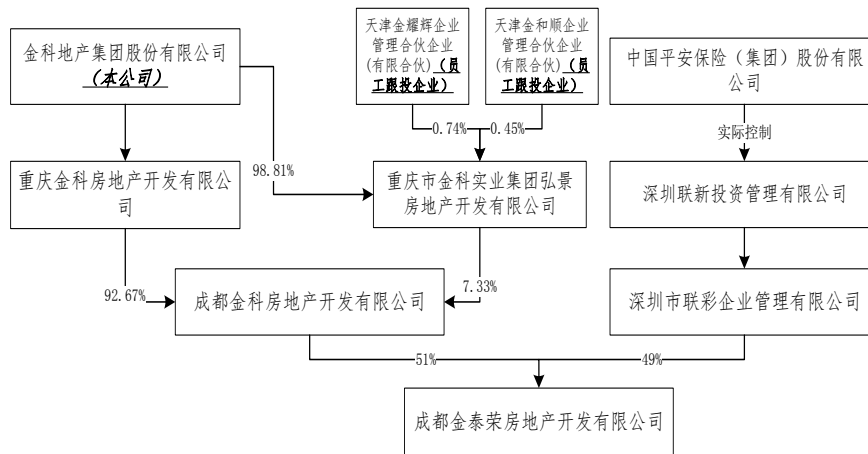 金科地产集团股份有限公司
（本公司）
天津金耀辉企业
管理合伙企业
(有限合伙)（员
工跟投企业）
天津金和顺企业
管理合伙企业
(有限合伙)（员
工跟投企业）
中国平安保险（集团）股份有限
公司
0.74%
0.45%
实际控制
98.81%
重庆金科房地产开发有限公
司
重庆市金科实业集团弘景
房地产开发有限公司
深圳联新投资管理有限公司
92.67%
7.33%
成都金科房地产开发有限公司
深圳市联彩企业管理有限公司
51%
49%
成都金泰荣房地产开发有限公司